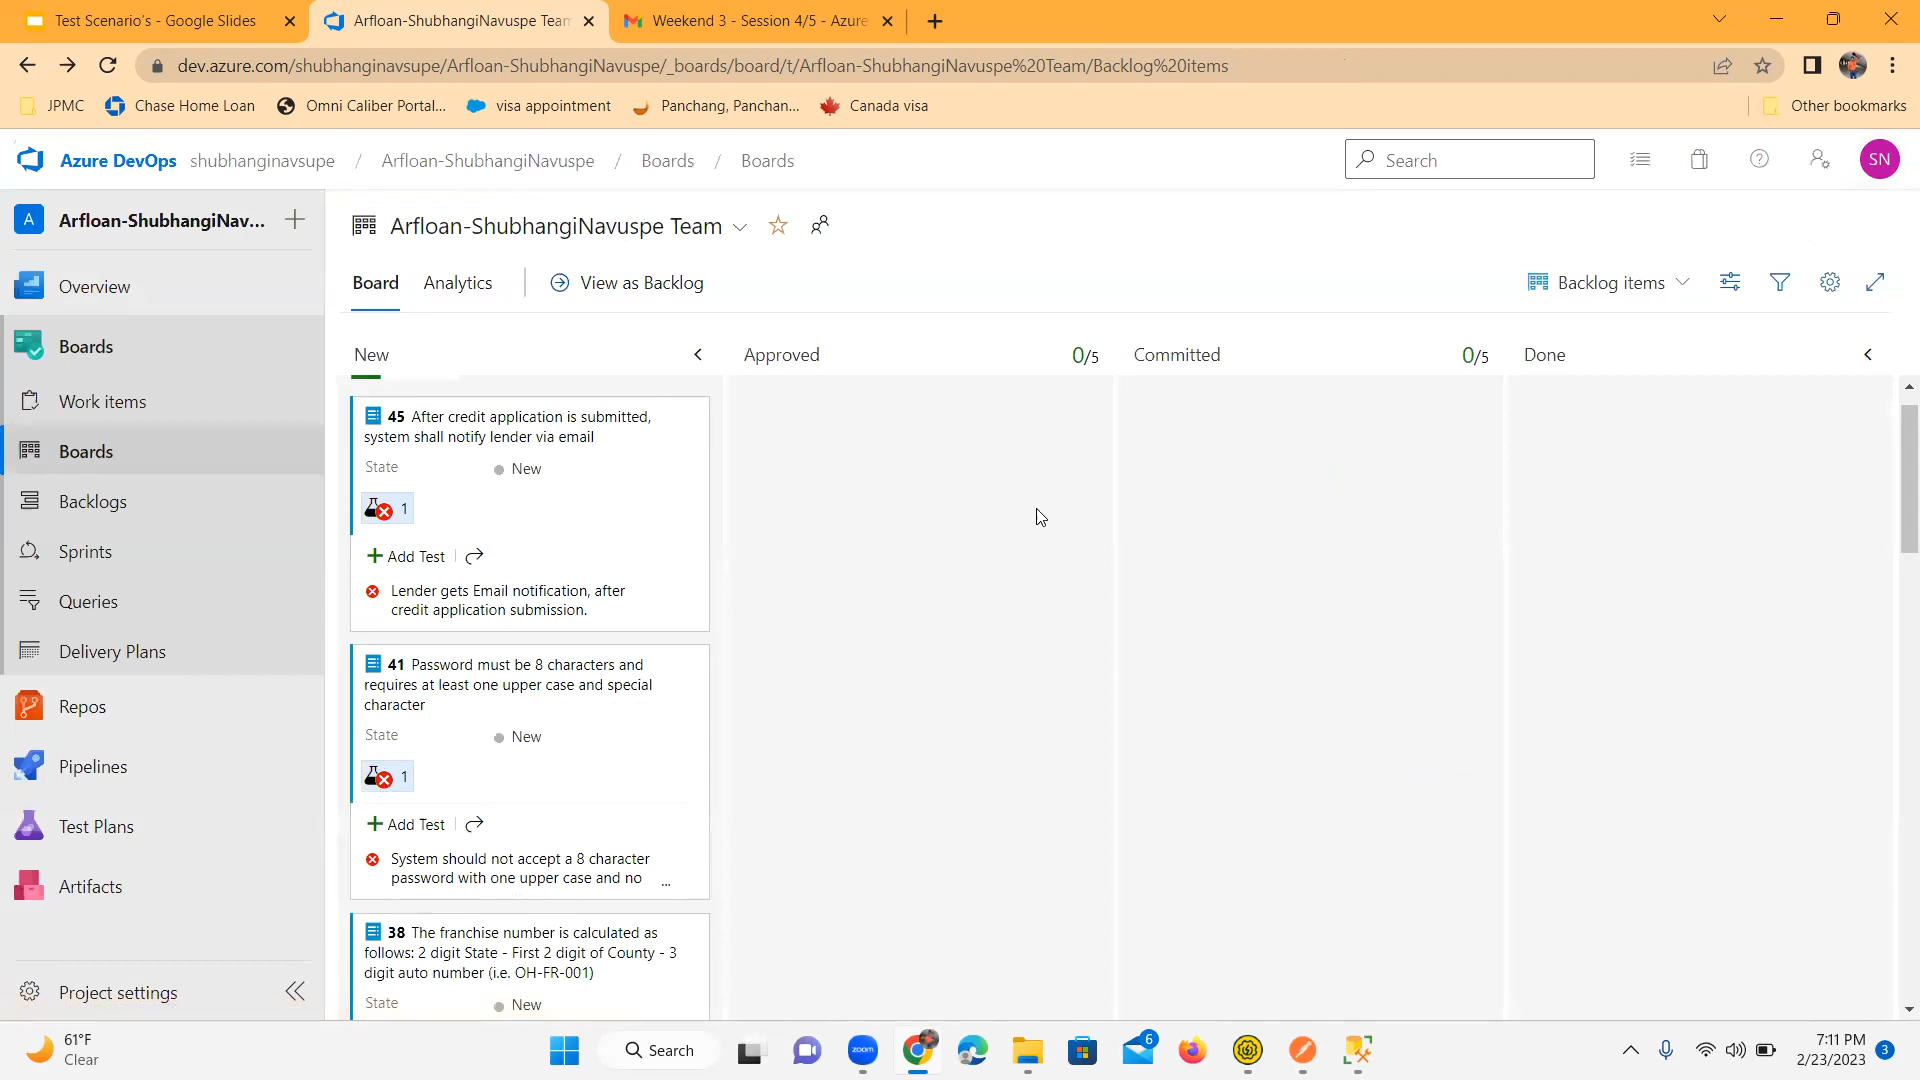 Test Scenario's - Google Slides
Arfloan-ShubhangiNavuspe Team
Weekend 3 - Session 4/5 - Azure
dev.azure.com/shubhanginavsupe/Arfloan-ShubhangiNavuspe/_boards/board/t/Arfloan-ShubhangiNavuspe%20Team/Backlog%20items
JPMC
Chase Home Loan
Omni Caliber Portal...
visa appointment
Panchang, Panchan...
Canada visa
Other bookmarks
Azure DevOps shubhanginavsupe / Arfloan-ShubhangiNavuspe / Boards / Boards
Search
SN
A Arfloan-ShubhangiNav...
Overview
Boards
Work items
Boards
Backlogs
Sprints
Queries
Delivery Plans
Repos
Pipelines
Test Plans
Artifacts
Project settings
Arfloan-ShubhangiNavuspe Team
Board Analytics View as Backlog
Backlog items
New
Approved 0/5
Committed 0/5
Done
45 After credit application is submitted,
system shall notify lender via email
State New
1
Add Test
Lender gets Email notification, after
credit application submission.
41 Password must be 8 characters and
requires at least one upper case and special
character
State New
1
Add Test
System should not accept a 8 character
password with one upper case and no ...
38 The franchise number is calculated as
follows: 2 digit State - First 2 digit of County - 3
digit auto number (i.e. OH-FR-001)
State New
61°F
Clear
Search
zoom
6
7:11 PM
2/23/2023
3